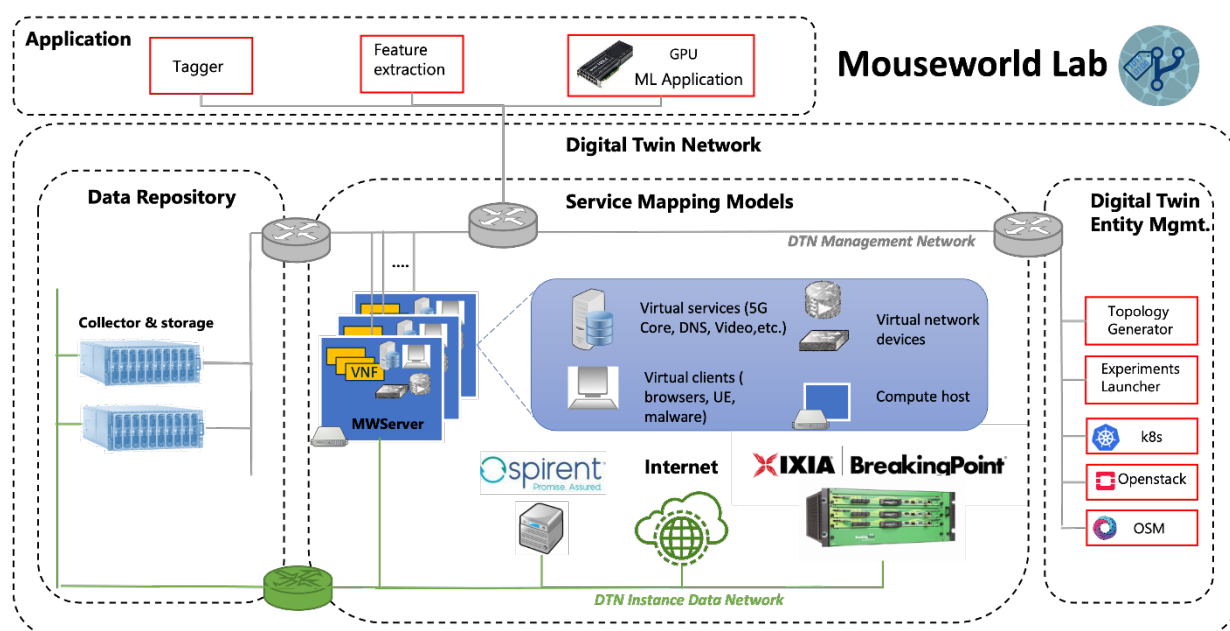 Application
Tagger
Feature
extraction
GPU
ML Application
Mouseworld Lab
Digital Twin Network
Data Repository
Service Mapping Models
Digital Twin
Entity Mgmt.
DTN Management Network
....
Collector & storage
VNF
MWServer
Virtual services (5G
Core, DNS, Video,etc.)
Virtual network
devices
Virtual clients (
browsers, UE,
malware)
Compute host
Topology
Generator
Experiments
Launcher
k8s
Openstack
OSM
spirent™
Promise. Assured.
Internet
IXIA | BreakingPoint®
DTN Instance Data Network